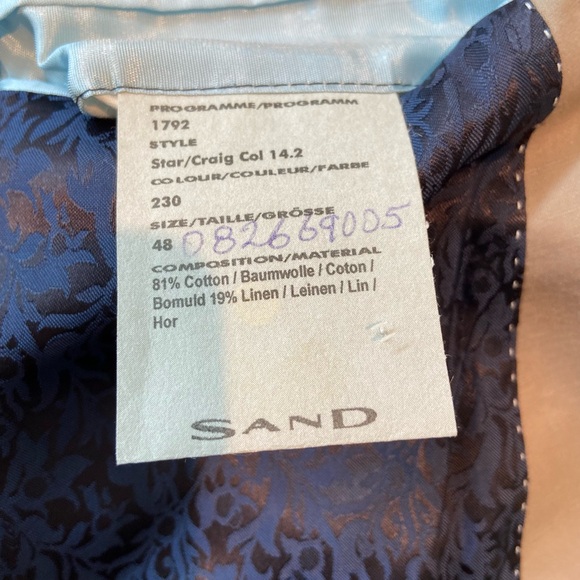 PROGRAMME/PROGRAMM
1792
STYLE
Star/Craig Col 14.2
COLOUR/COULEUR/FARBE
230
SIZE/TAILLE/GRÖSSE
48 082669005
COMPOSITION/MATERIAL
81% Cotton / Baumwolle / Coton /
Bomuld 19% Linen / Leinen / Lin /
Hor
SAND